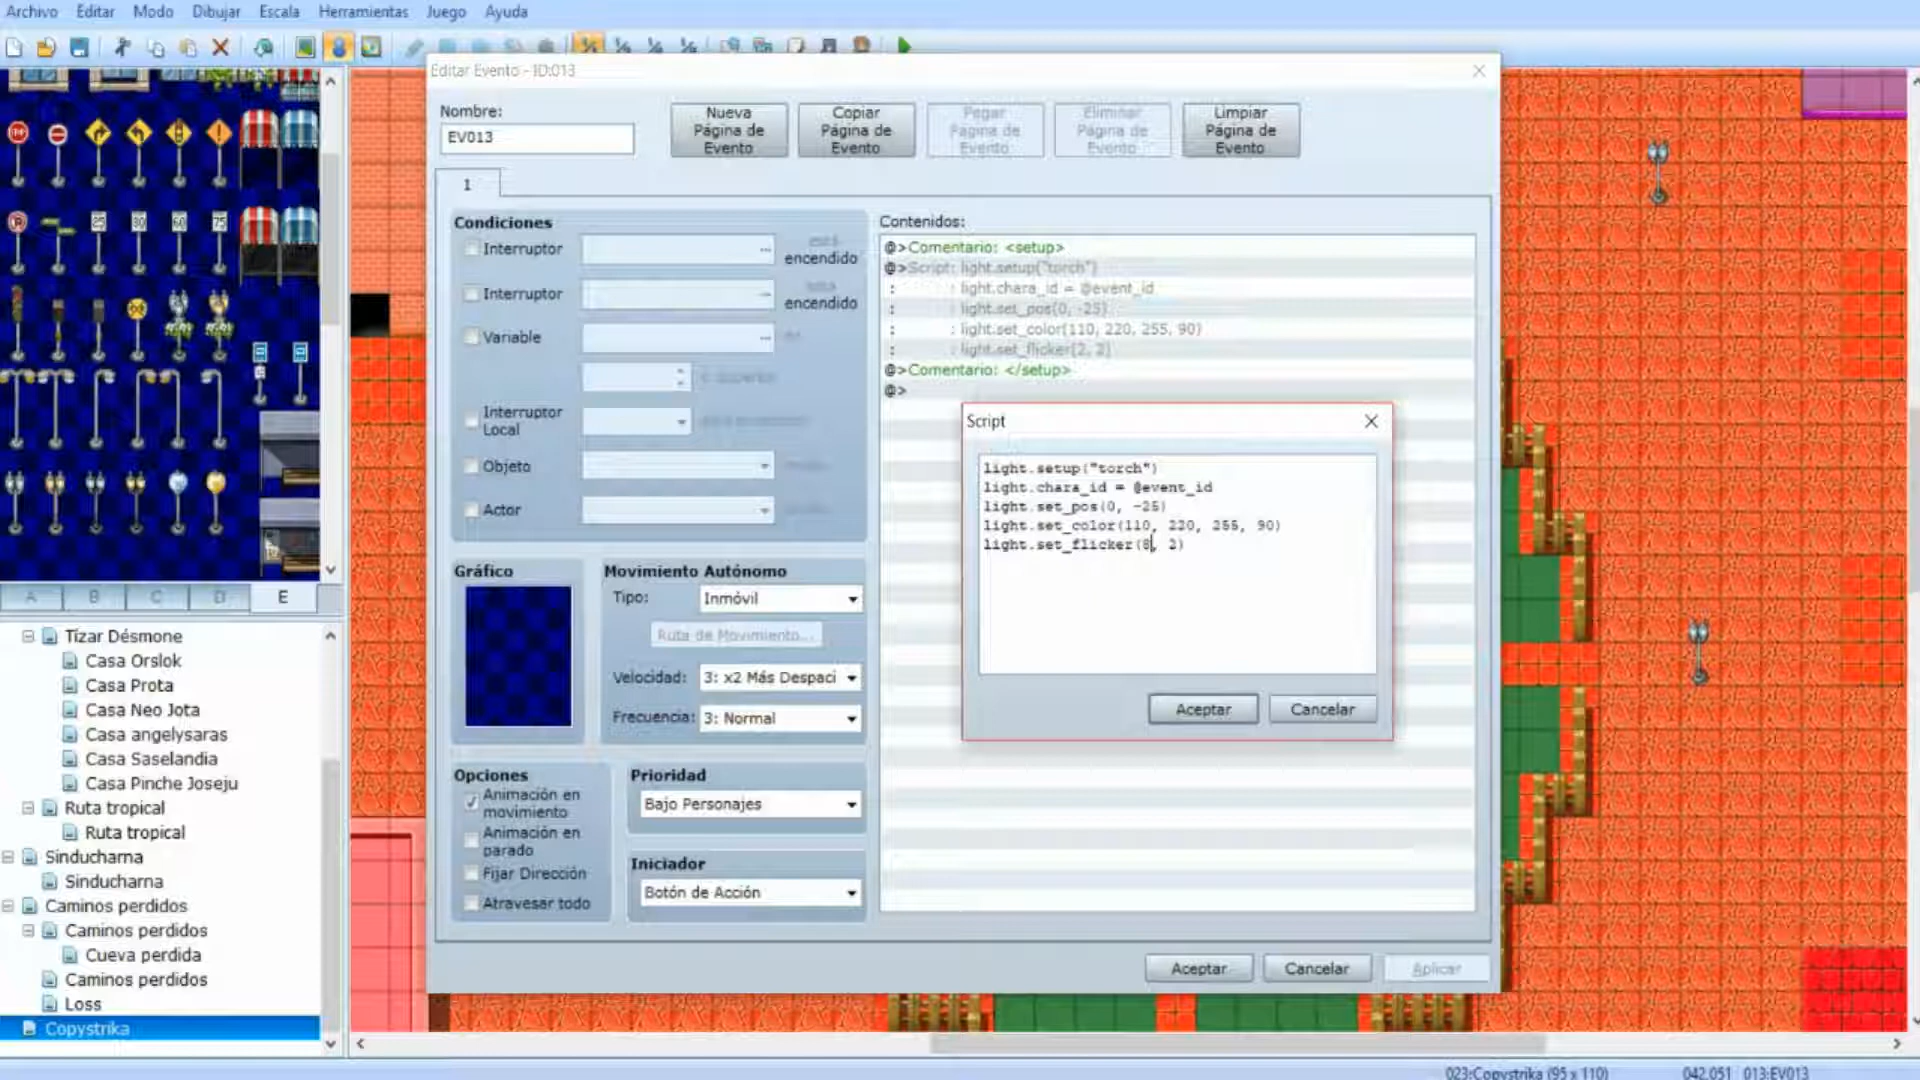 Archivo Editar Modo Dibujar Escala Herramientas Juego Ayuda
Editar Evento - ID:013
Nombre:
EV013
Nueva Página de Evento
Copiar Página de Evento
Pegar Página de Evento
Eliminar Página de Evento
Limpiar Página de Evento
1
Condiciones
Interruptor
está encendido
Interruptor
está encendido
Variable
Interruptor Local
Objeto
Actor
Gráfico
Movimiento Autónomo
Tipo: Inmóvil
Ruta de Movimiento...
Velocidad: 3: x2 Más Despaci
Frecuencia: 3: Normal
Opciones
Animación en movimiento
Animación en parado
Fijar Dirección
Atravesar todo
Prioridad
Bajo Personajes
Iniciador
Botón de Acción
Contenidos:
@>Comentario: <setup>
@>Script: light.setup("torch")
: : light.chara_id = @event_id
: : light.set_pos(0, -25)
: : light.set_color(110, 220, 255, 90)
: : light.set_flicker(2, 2)
@>Comentario: </setup>
@>
Script
light.setup("torch")
light.chara_id = @event_id
light.set_pos(0, -25)
light.set_color(110, 220, 255, 90)
light.set_flicker(8, 2)
Aceptar Cancelar
Aceptar Cancelar Aplicar
A B C D E
Tízar Désmone
Casa Orslok
Casa Prota
Casa Neo Jota
Casa angelysaras
Casa Saselandia
Casa Pinche Joseju
Ruta tropical
Ruta tropical
Sinducharna
Sinducharna
Caminos perdidos
Caminos perdidos
Cueva perdida
Caminos perdidos
Loss
Copystrika
023:Copystrika (95 x 110) 042,051 013:EV013